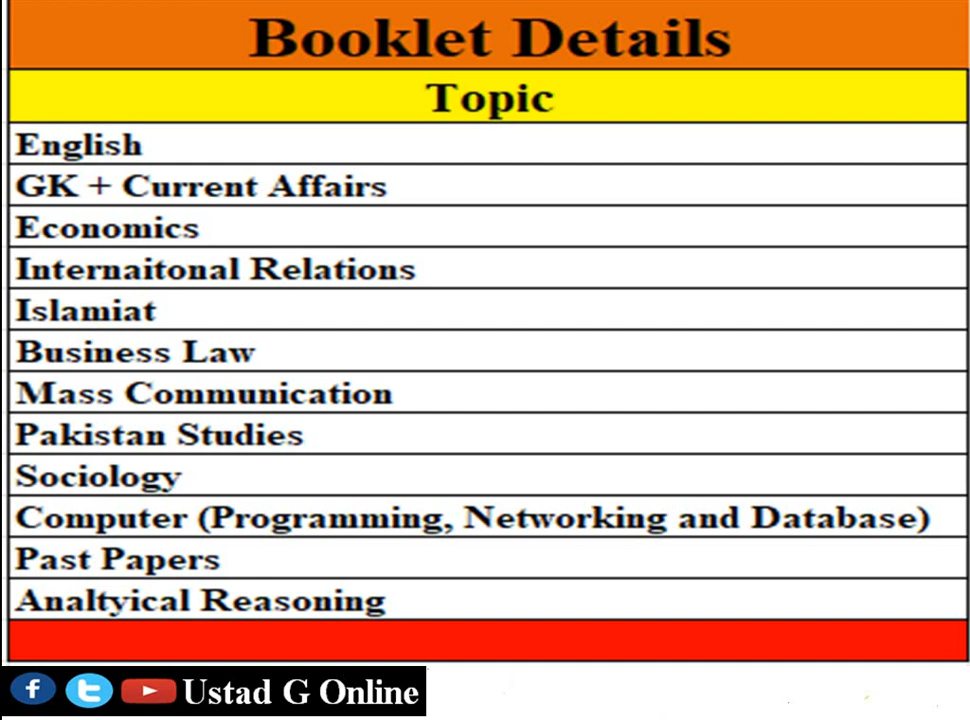 Booklet Details
Topic
English
GK + Current Affairs
Economics
Internaitonal Relations
Islamiat
Business Law
Mass Communication
Pakistan Studies
Sociology
Computer (Programming, Networking and Database)
Past Papers
Analtyical Reasoning
Ustad G Online